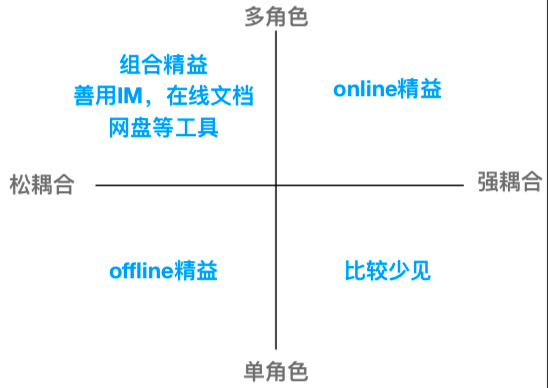 多角色
组合精益
善用IM，在线文档
网盘等工具
online精益
松耦合
强耦合
offline精益
比较少见
单角色